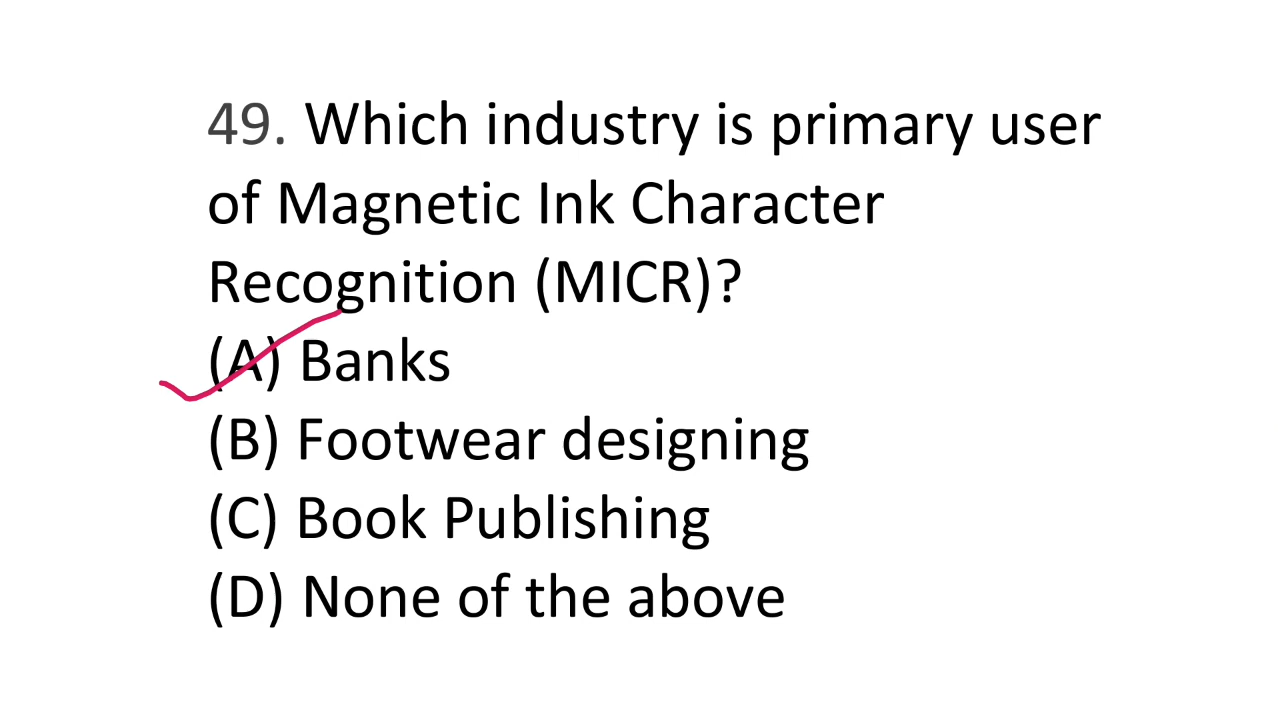 49. Which industry is primary user
of Magnetic Ink Character
Recognition (MICR)?
(A) Banks
(B) Footwear designing
(C) Book Publishing
(D) None of the above